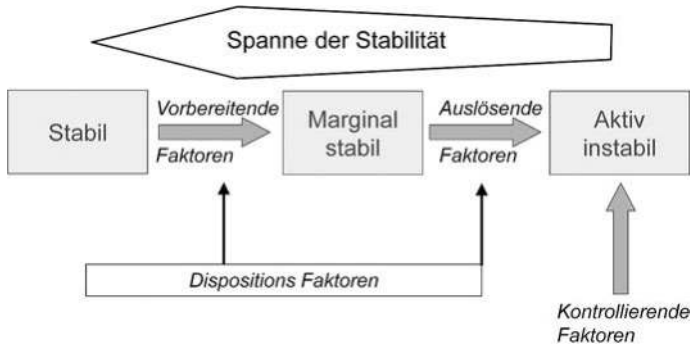 Spanne der Stabilität
Stabil
Vorbereitende
Faktoren
Marginal
stabil
Auslösende
Faktoren
Aktiv
instabil
Dispositions Faktoren
Kontrollierende
Faktoren